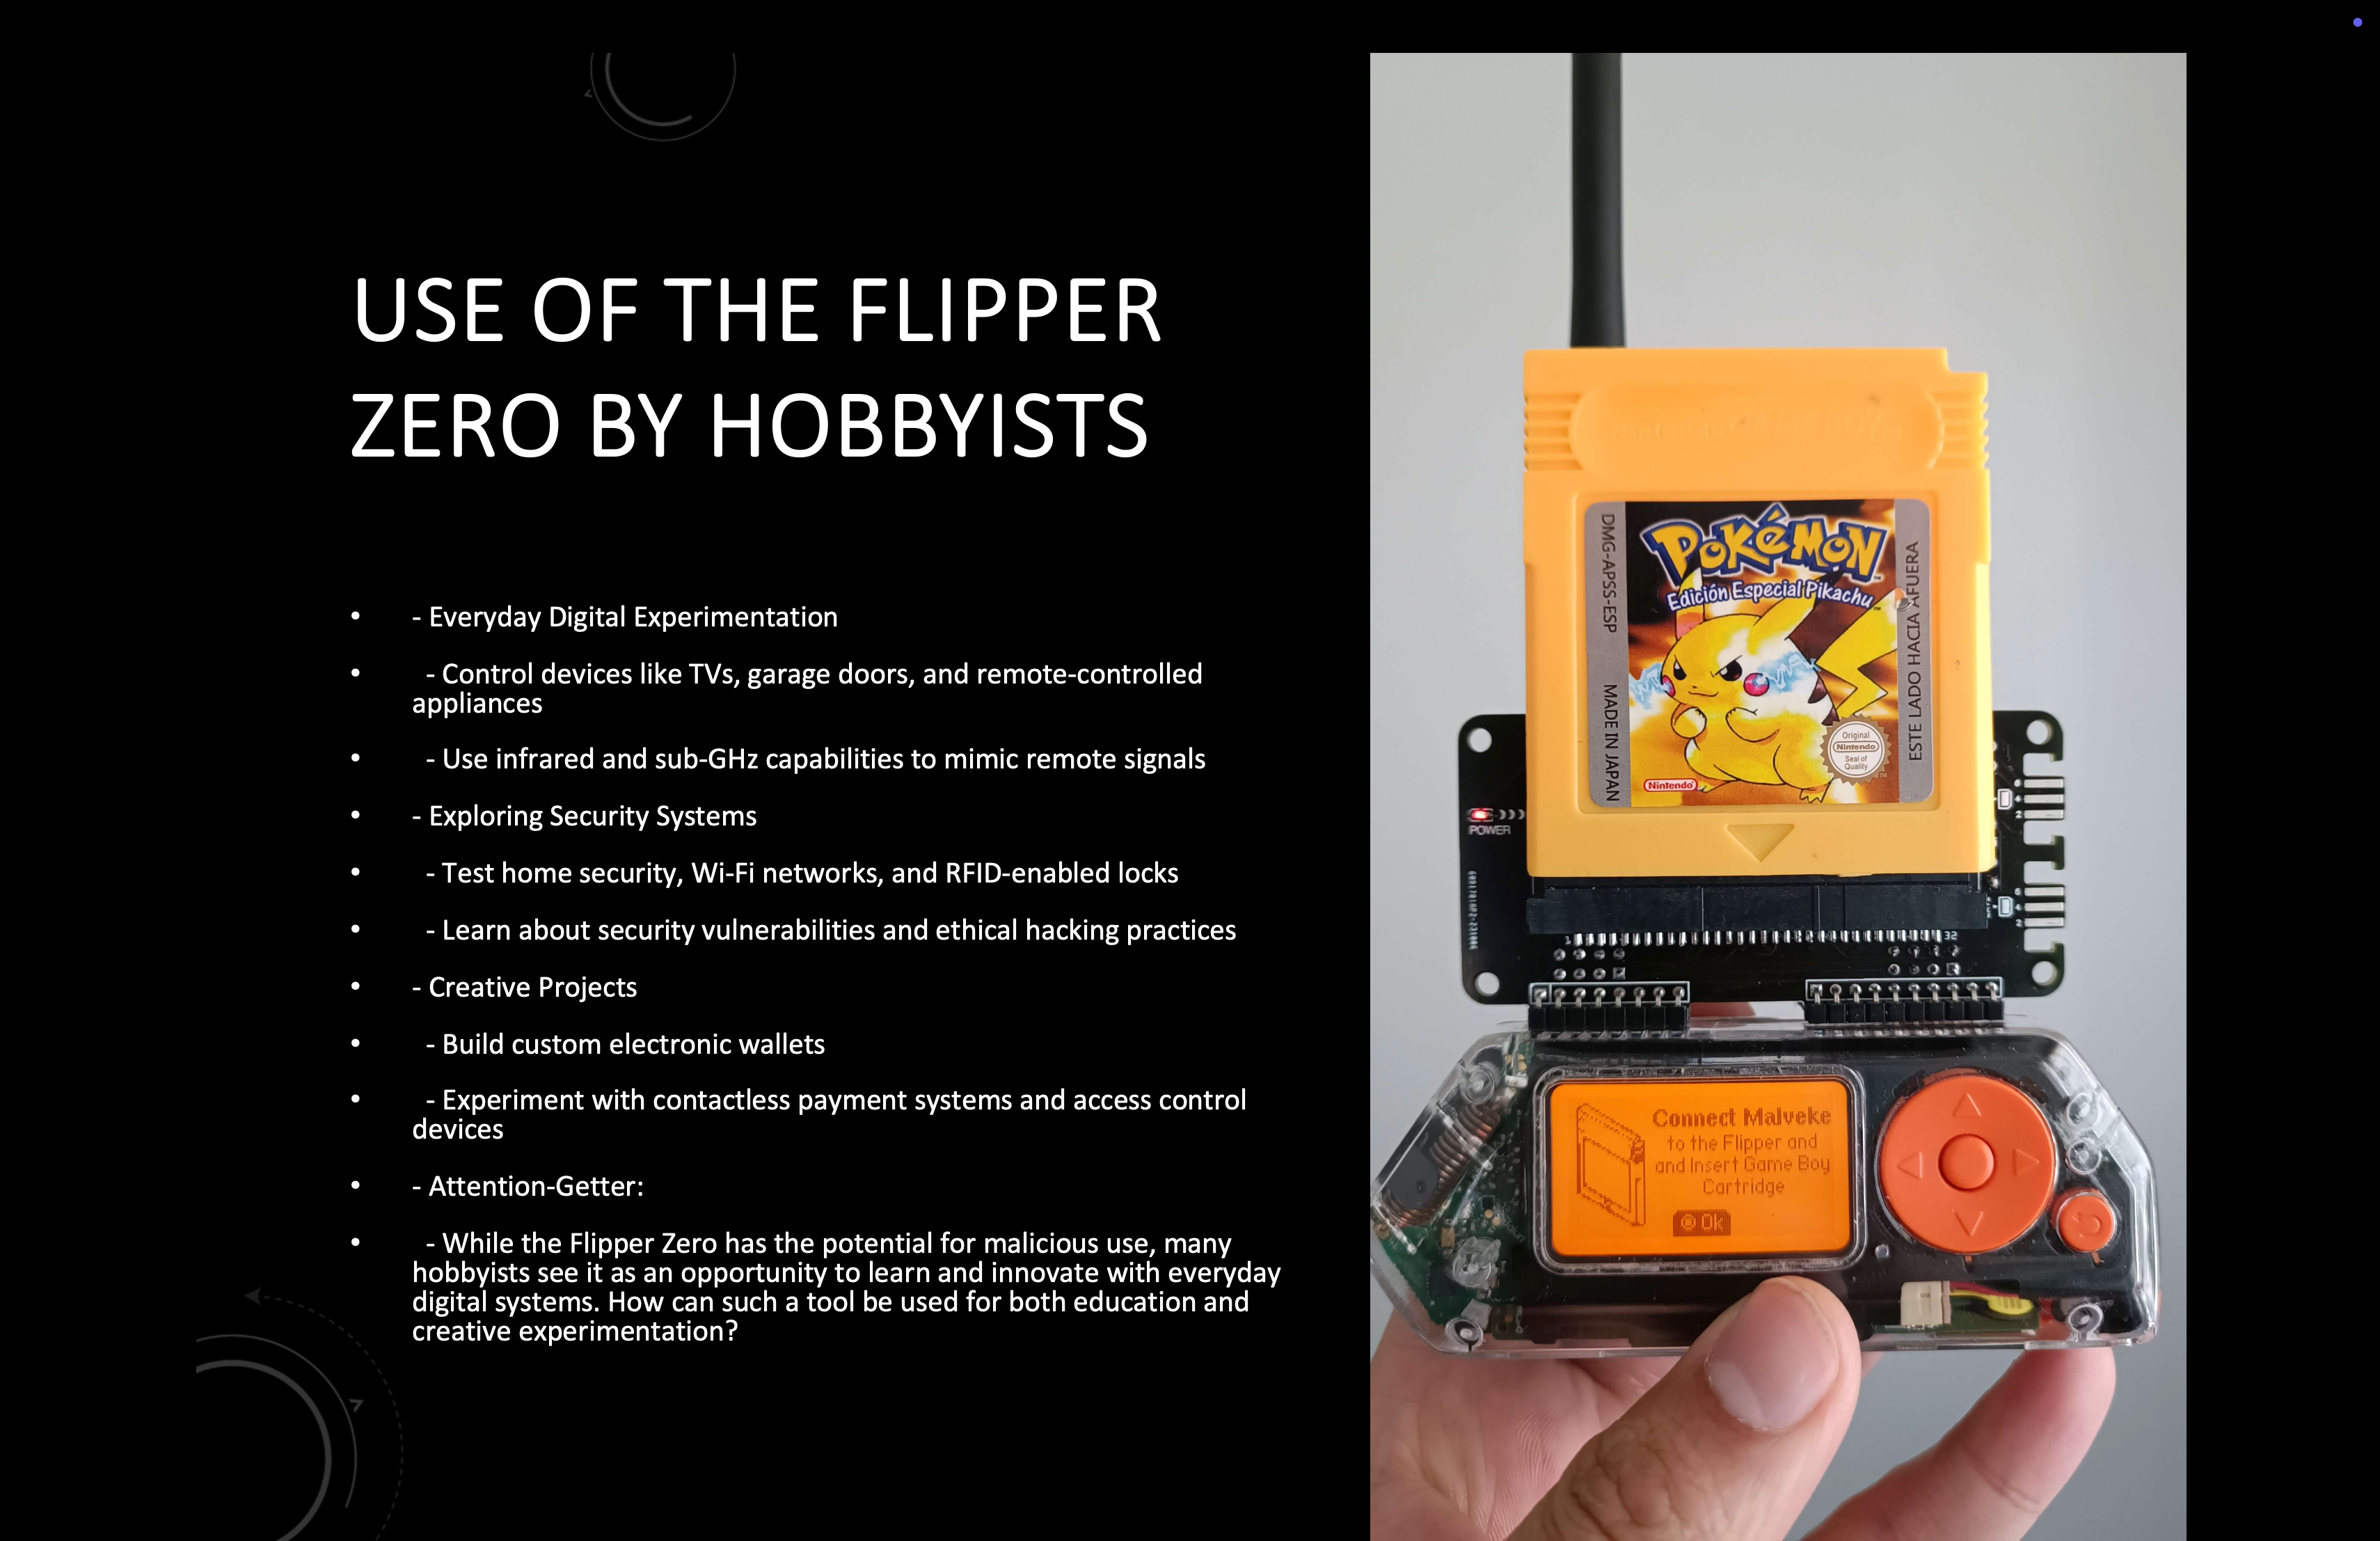 USE OF THE FLIPPER
ZERO BY HOBBYISTS
• - Everyday Digital Experimentation
• - Control devices like TVs, garage doors, and remote-controlled
appliances
• - Use infrared and sub-GHz capabilities to mimic remote signals
• - Exploring Security Systems
• - Test home security, Wi-Fi networks, and RFID-enabled locks
• - Learn about security vulnerabilities and ethical hacking practices
• - Creative Projects
• - Build custom electronic wallets
• - Experiment with contactless payment systems and access control
devices
• - Attention-Getter:
• - While the Flipper Zero has the potential for malicious use, many
hobbyists see it as an opportunity to learn and innovate with everyday
digital systems. How can such a tool be used for both education and
creative experimentation?
DMG-APSS-ESP
MADE IN JAPAN
POKéMON
Edición Especial Pikachu
ESTE LADO HACIA AFUERA
Original
Nintendo
Seal of
Quality
Nintendo
POWER
1
32
Connect Malveke
to the Flipper and
and Insert Game Boy
Cartridge
Ok